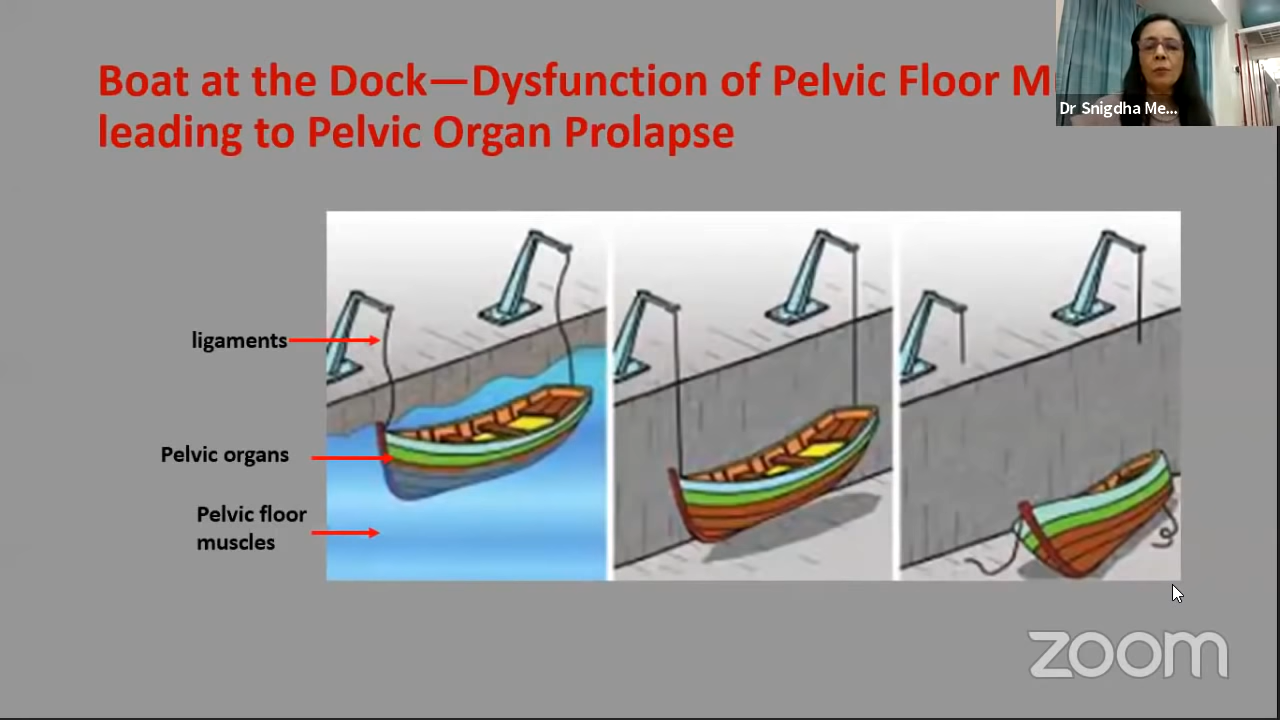 Boat at the Dock—Dysfunction of Pelvic Floor M
leading to Pelvic Organ Prolapse
Dr Snigdha Me...
ligaments
Pelvic organs
Pelvic floor
muscles
zoom